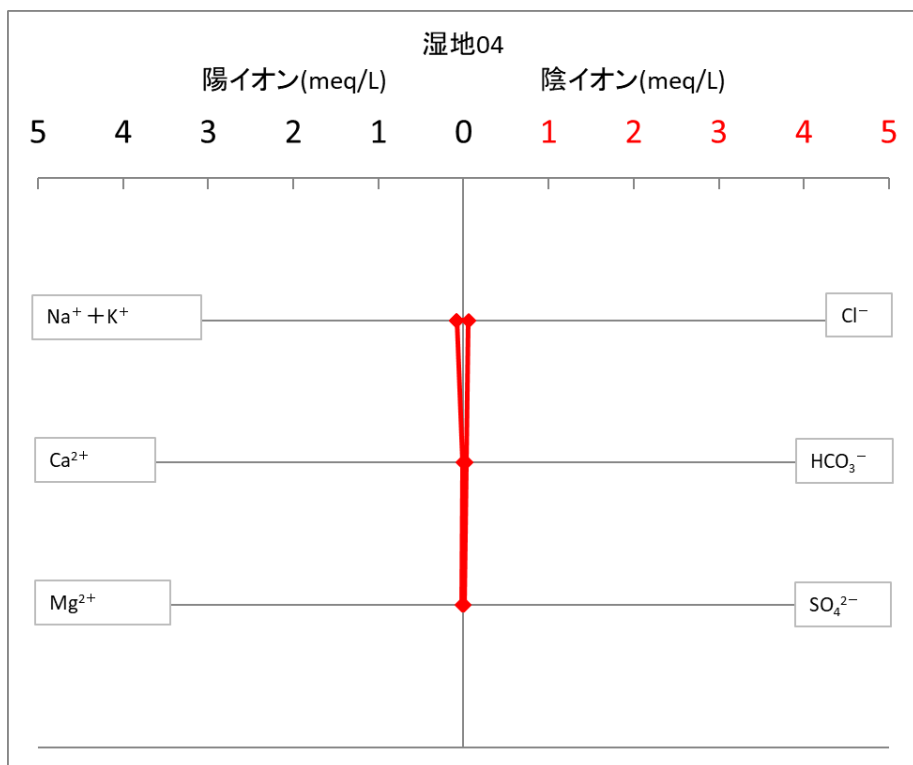 湿地04
陽イオン(meq/L) 陰イオン(meq/L)
5 4 3 2 1 0 1 2 3 4 5
Na⁺ ＋K⁺ Cl⁻
Ca²⁺ HCO₃⁻
Mg²⁺ SO₄²⁻